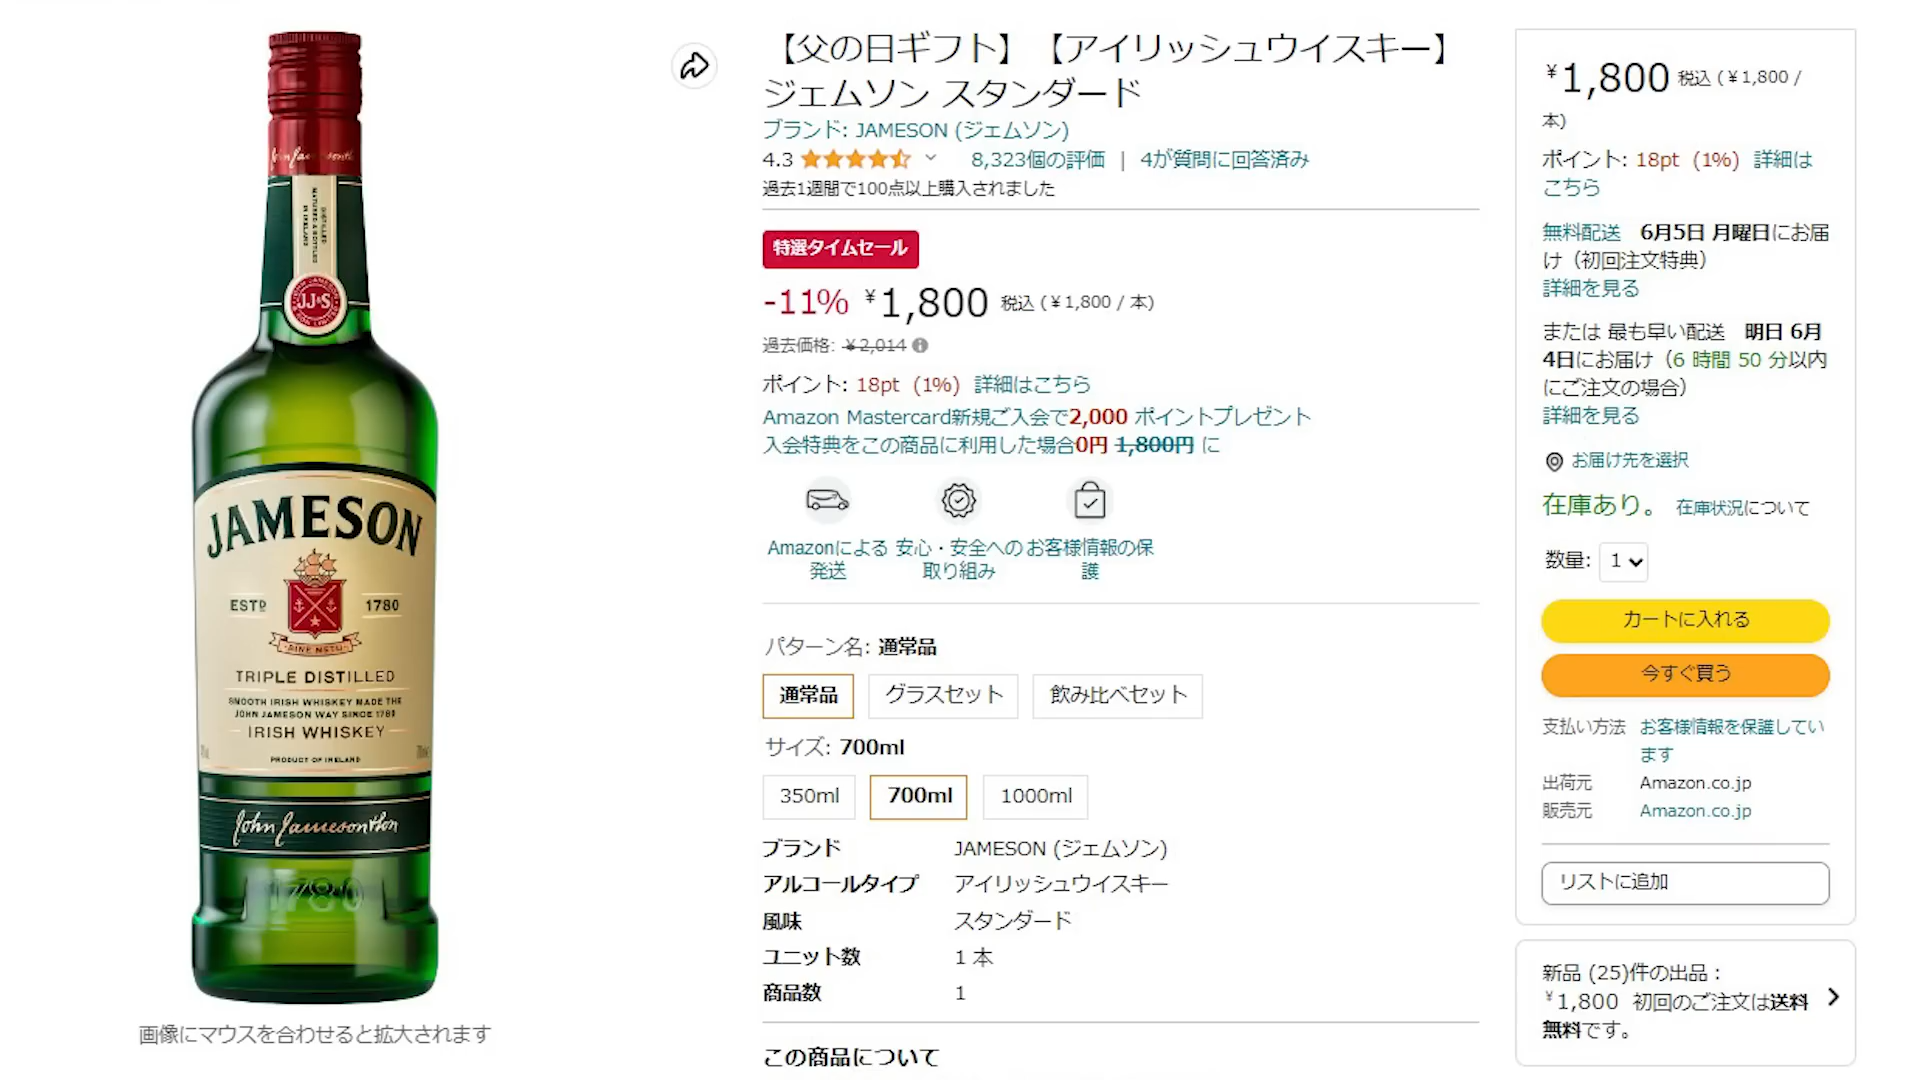 JAMESON
JJ&S
JAMESON
ESTD 1780
SINE METU
TRIPLE DISTILLED
SMOOTH IRISH WHISKEY MADE THE
JOHN JAMESON WAY SINCE 1780
IRISH WHISKEY
PRODUCT OF IRELAND
John Jameson & Son
1780
画像にマウスを合わせると拡大されます
【父の日ギフト】【アイリッシュウイスキー】
ジェムソン スタンダード
ブランド: JAMESON (ジェムソン)
4.3 8,323個の評価 | 4が質問に回答済み
過去1週間で100点以上購入されました
特選タイムセール
-11% ¥1,800 税込 (¥1,800 / 本)
過去価格: ¥2,014
ポイント: 18pt (1%) 詳細はこちら
Amazon Mastercard新規ご入会で2,000 ポイントプレゼント
入会特典をこの商品に利用した場合0円 1,800円 に
Amazonによる発送
安心・安全への取り組み
お客様情報の保護
パターン名: 通常品
通常品 グラスセット 飲み比べセット
サイズ: 700ml
350ml 700ml 1000ml
ブランド JAMESON (ジェムソン)
アルコールタイプ アイリッシュウイスキー
風味 スタンダード
ユニット数 1 本
商品数 1
この商品について
¥1,800 税込 (¥1,800 /
本)
ポイント: 18pt (1%) 詳細は
こちら
無料配送 6月5日 月曜日にお届
け（初回注文特典）
詳細を見る
または 最も早い配送 明日 6月
4日にお届け（6 時間 50 分以内
にご注文の場合）
詳細を見る
お届け先を選択
在庫あり。 在庫状況について
数量: 1
カートに入れる
今すぐ買う
支払い方法 お客様情報を保護してい
ます
出荷元 Amazon.co.jp
販売元 Amazon.co.jp
リストに追加
新品 (25)件の出品：
¥1,800 初回のご注文は送料
無料です。